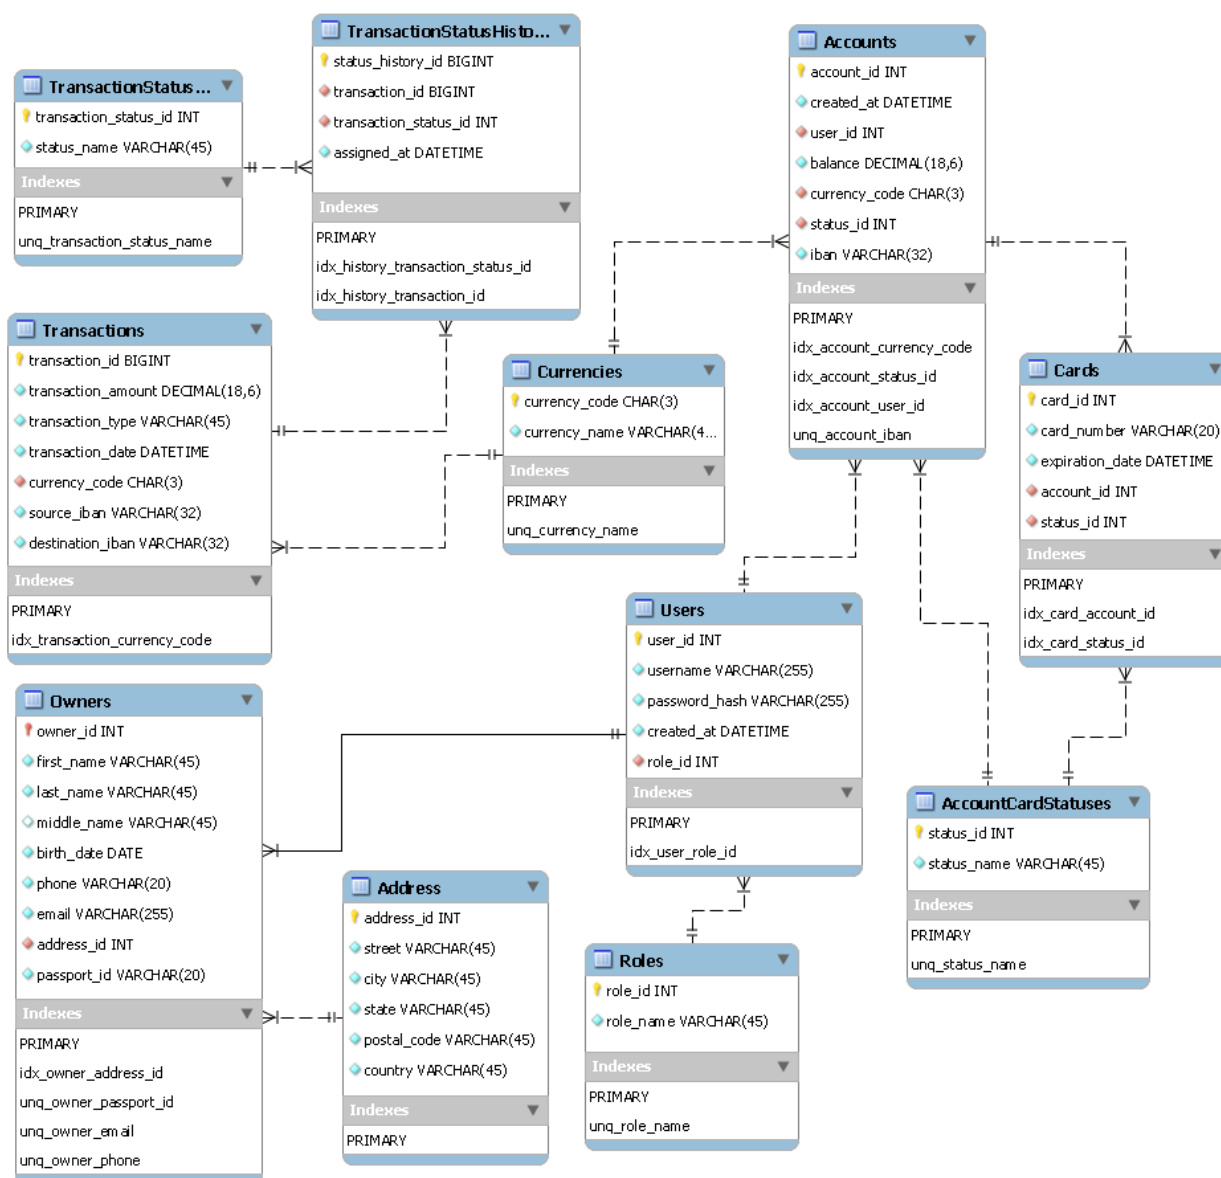 TransactionStatus...
transaction_status_id INT
status_name VARCHAR(45)
Indexes
PRIMARY
unq_transaction_status_name
TransactionStatusHisto...
status_history_id BIGINT
transaction_id BIGINT
transaction_status_id INT
assigned_at DATETIME
Indexes
PRIMARY
idx_history_transaction_status_id
idx_history_transaction_id
Accounts
account_id INT
created_at DATETIME
user_id INT
balance DECIMAL(18,6)
currency_code CHAR(3)
status_id INT
iban VARCHAR(32)
Indexes
PRIMARY
idx_account_currency_code
idx_account_status_id
idx_account_user_id
unq_account_iban
Transactions
transaction_id BIGINT
transaction_amount DECIMAL(18,6)
transaction_type VARCHAR(45)
transaction_date DATETIME
currency_code CHAR(3)
source_iban VARCHAR(32)
destination_iban VARCHAR(32)
Indexes
PRIMARY
idx_transaction_currency_code
Currencies
currency_code CHAR(3)
currency_name VARCHAR(4...
Indexes
PRIMARY
unq_currency_name
Cards
card_id INT
card_number VARCHAR(20)
expiration_date DATETIME
account_id INT
status_id INT
Indexes
PRIMARY
idx_card_account_id
idx_card_status_id
Users
user_id INT
username VARCHAR(255)
password_hash VARCHAR(255)
created_at DATETIME
role_id INT
Indexes
PRIMARY
idx_user_role_id
Owners
owner_id INT
first_name VARCHAR(45)
last_name VARCHAR(45)
middle_name VARCHAR(45)
birth_date DATE
phone VARCHAR(20)
email VARCHAR(255)
address_id INT
passport_id VARCHAR(20)
Indexes
PRIMARY
idx_owner_address_id
unq_owner_passport_id
unq_owner_email
unq_owner_phone
Address
address_id INT
street VARCHAR(45)
city VARCHAR(45)
state VARCHAR(45)
postal_code VARCHAR(45)
country VARCHAR(45)
Indexes
PRIMARY
Roles
role_id INT
role_name VARCHAR(45)
Indexes
PRIMARY
unq_role_name
AccountCardStatuses
status_id INT
status_name VARCHAR(45)
Indexes
PRIMARY
unq_status_name